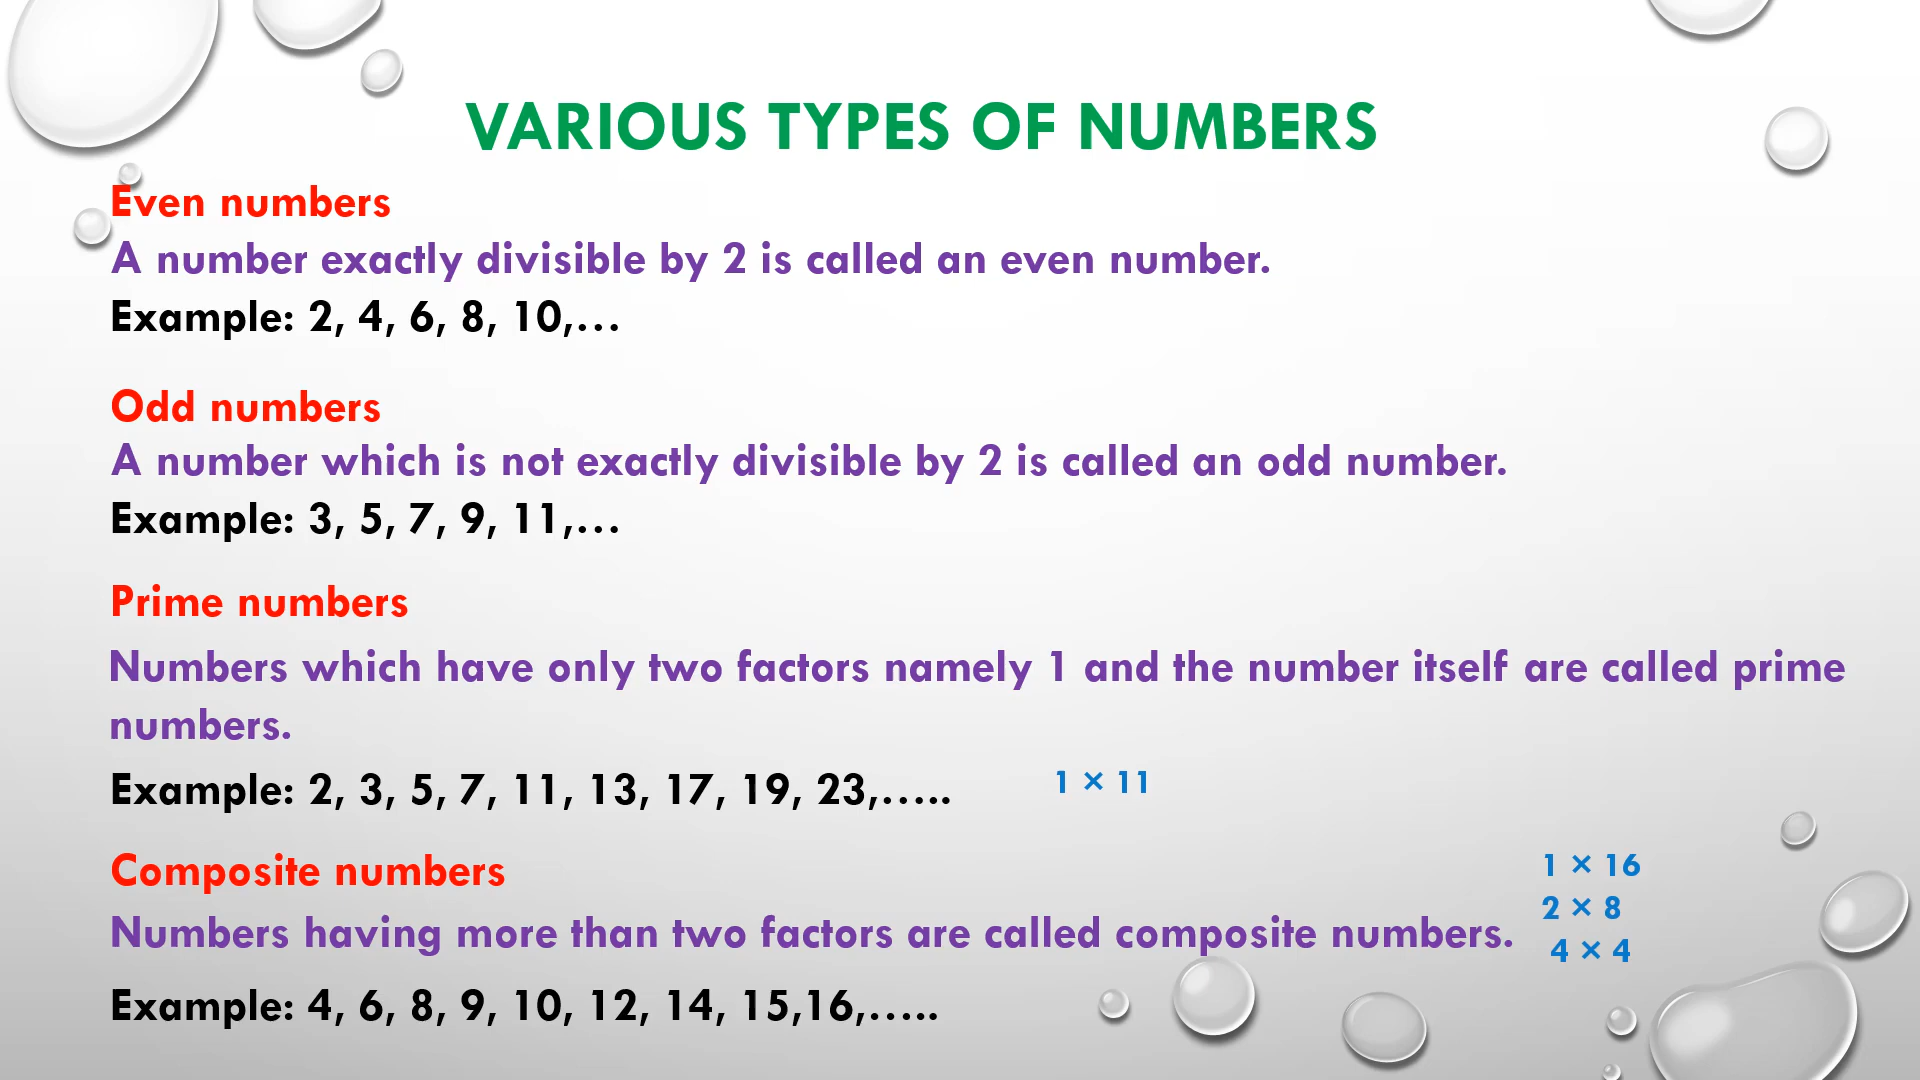 VARIOUS TYPES OF NUMBERS
Even numbers
A number exactly divisible by 2 is called an even number.
Example: 2, 4, 6, 8, 10,...
Odd numbers
A number which is not exactly divisible by 2 is called an odd number.
Example: 3, 5, 7, 9, 11,...
Prime numbers
Numbers which have only two factors namely 1 and the number itself are called prime
numbers.
Example: 2, 3, 5, 7, 11, 13, 17, 19, 23,.....
1 × 11
Composite numbers
Numbers having more than two factors are called composite numbers.
Example: 4, 6, 8, 9, 10, 12, 14, 15,16,.....
1 × 16
2 × 8
4 × 4